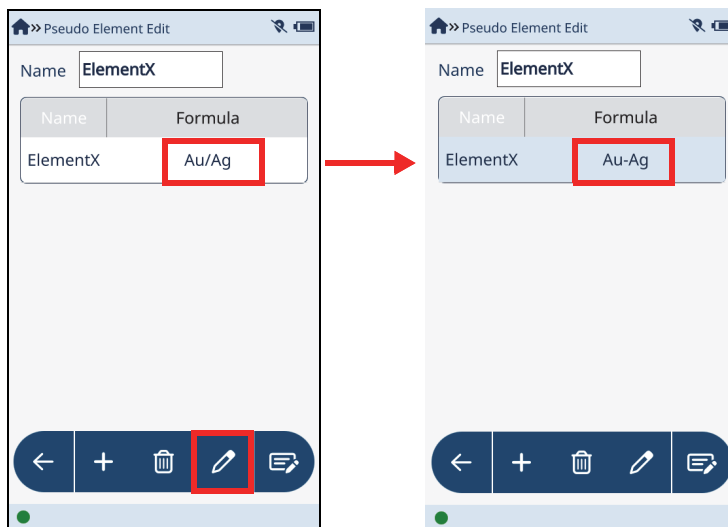 Pseudo Element Edit
Name ElementX
Name Formula
ElementX Au/Ag
Pseudo Element Edit
Name ElementX
Name Formula
ElementX Au-Ag